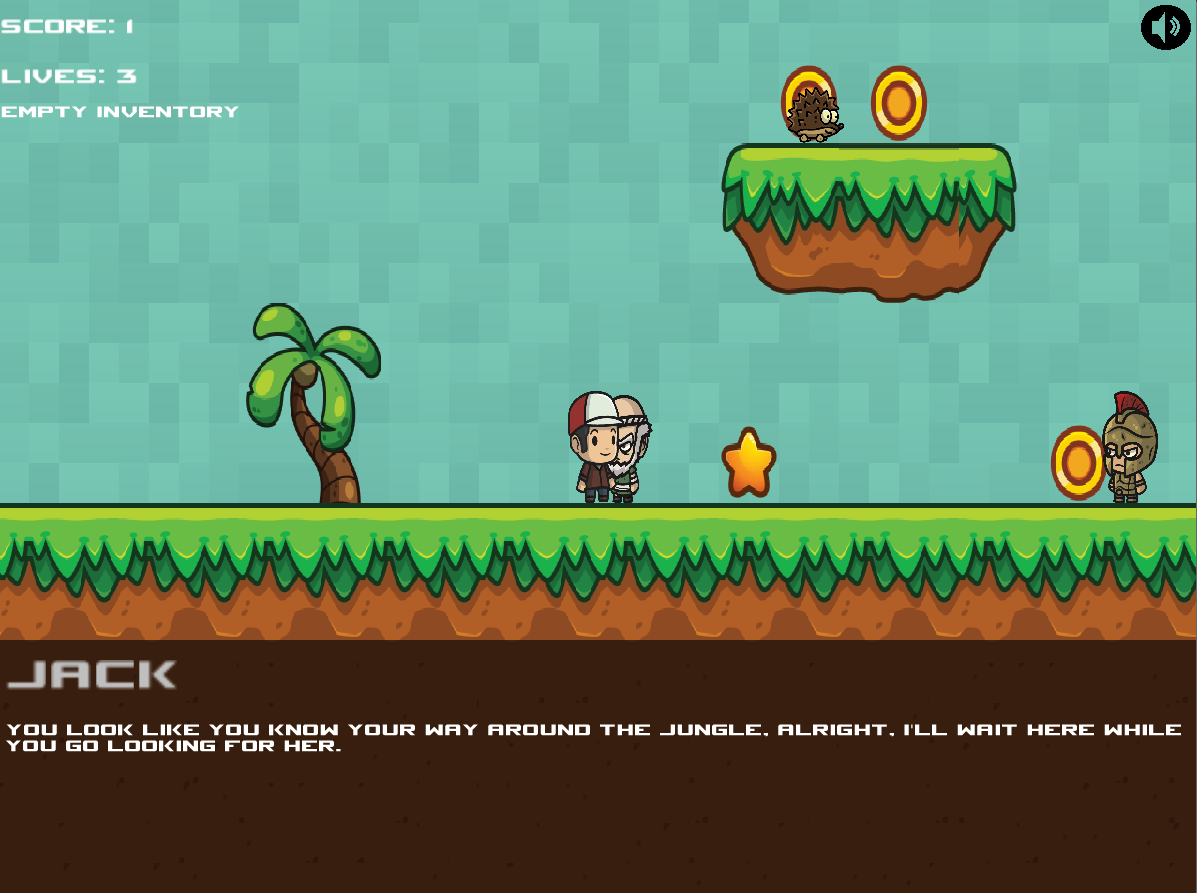 SCORE: 1
LIVES: 3
EMPTY INVENTORY
JACK
YOU LOOK LIKE YOU KNOW YOUR WAY AROUND THE JUNGLE, ALRIGHT, I'LL WAIT HERE WHILE
YOU GO LOOKING FOR HER.